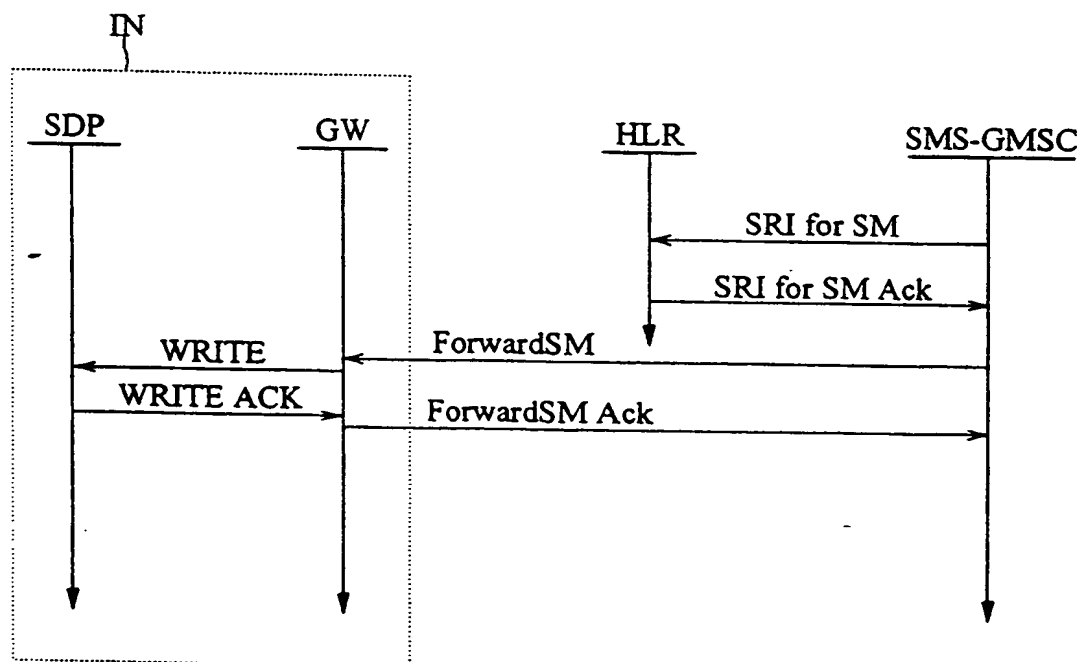 IN
SDP
GW
HLR
SMS-GMSC
SRI for SM
SRI for SM Ack
ForwardSM
WRITE
WRITE ACK
ForwardSM Ack